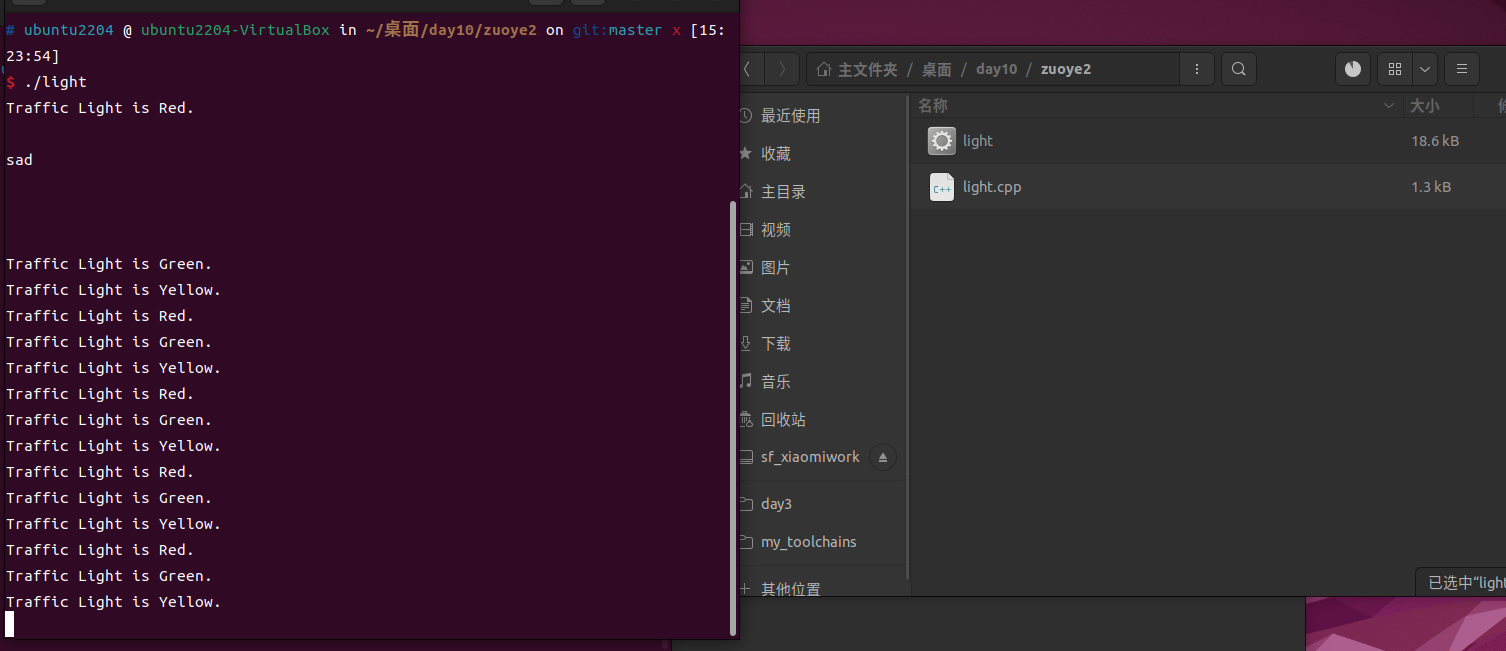 # ubuntu2204 @ ubuntu2204-VirtualBox in ~/桌面/day10/zuoye2 on git:master x [15:
23:54]
$ ./light
Traffic Light is Red.
sad
Traffic Light is Green.
Traffic Light is Yellow.
Traffic Light is Red.
Traffic Light is Green.
Traffic Light is Yellow.
Traffic Light is Red.
Traffic Light is Green.
Traffic Light is Yellow.
Traffic Light is Red.
Traffic Light is Green.
Traffic Light is Yellow.
Traffic Light is Red.
Traffic Light is Green.
Traffic Light is Yellow.
主文件夹 / 桌面 / day10 / zuoye2
最近使用
收藏
主目录
视频
图片
文档
下载
音乐
回收站
sf_xiaomiwork
day3
my_toolchains
+ 其他位置
名称 大小
light 18.6 kB
C++ light.cpp 1.3 kB
已选中“light